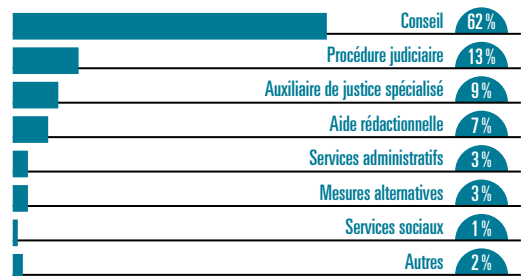 Conseil 62 %
Procédure judiciaire 13 %
Auxiliaire de justice spécialisé 9 %
Aide rédactionnelle 7 %
Services administratifs 3 %
Mesures alternatives 3 %
Services sociaux 1 %
Autres 2 %